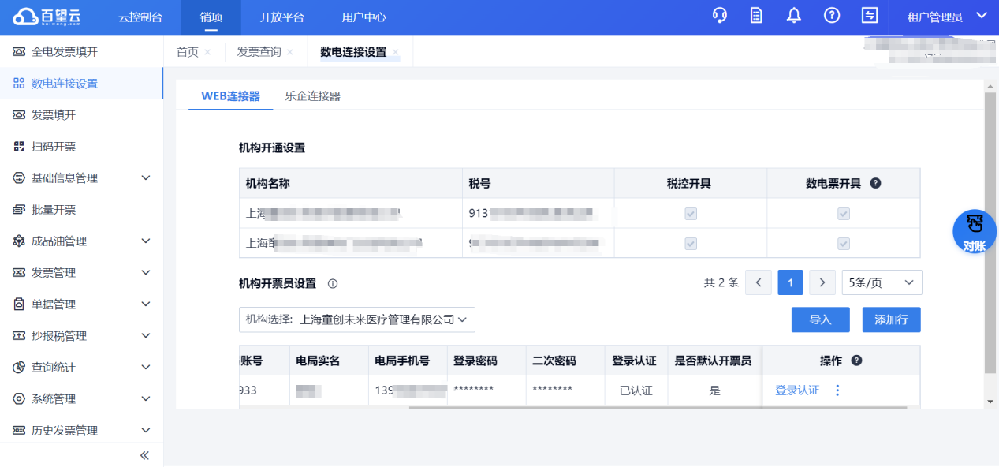 百望云 云控制台 销项 开放平台 用户中心 租户管理员
baiwang.com
首页 发票查询 数电连接设置
全电发票填开
数电连接设置
发票填开
扫码开票
基础信息管理
批量开票
成品油管理
发票管理
单据管理
抄报税管理
查询统计
系统管理
历史发票管理
WEB连接器 乐企连接器
机构开通设置
机构名称 税号 税控开具 数电票开具
上海 913
上海童
机构开票员设置 共 2 条 1 5条/页
机构选择: 上海童创未来医疗管理有限公司 导入 添加行
账号 电局实名 电局手机号 登录密码 二次密码 登录认证 是否默认开票员 操作
933 139 ******** ******** 已认证 是 登录认证
对账